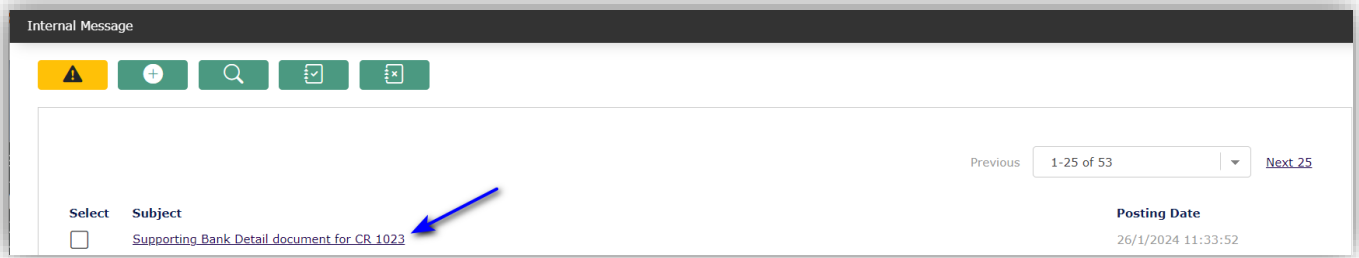 Internal Message
Previous 1-25 of 53 Next 25
Select Subject Posting Date
Supporting Bank Detail document for CR 1023 26/1/2024 11:33:52